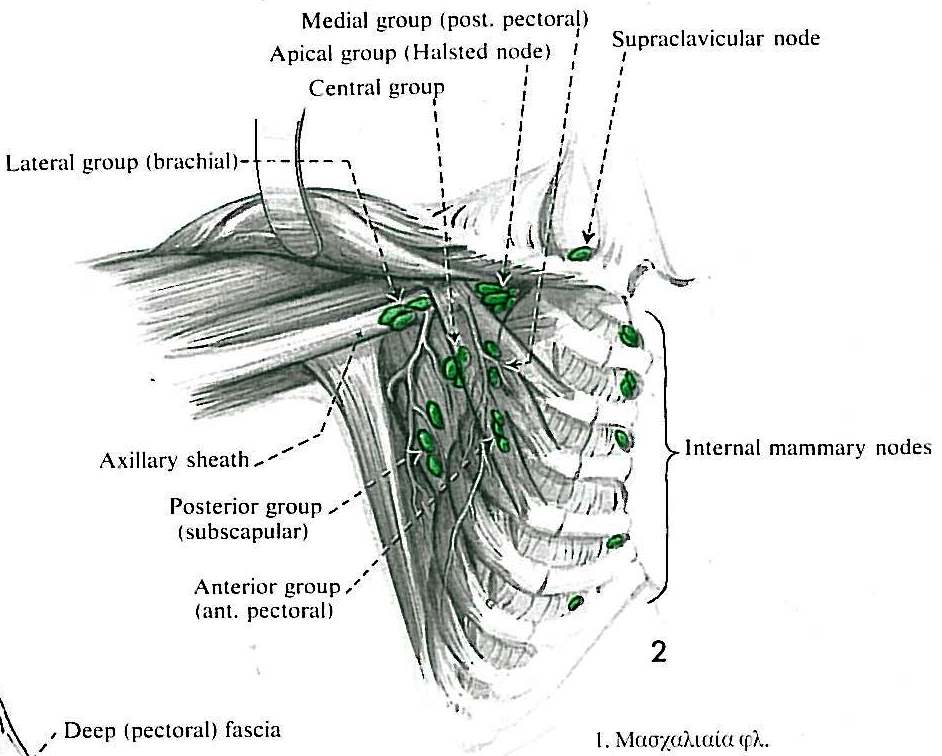 Medial group (post. pectoral)
Apical group (Halsted node)
Supraclavicular node
Central group
Lateral group (brachial)
Internal mammary nodes
Axillary sheath
Posterior group
(subscapular)
Anterior group
(ant. pectoral)
2
Deep (pectoral) fascia
1. Μασχαλιαία φλ.